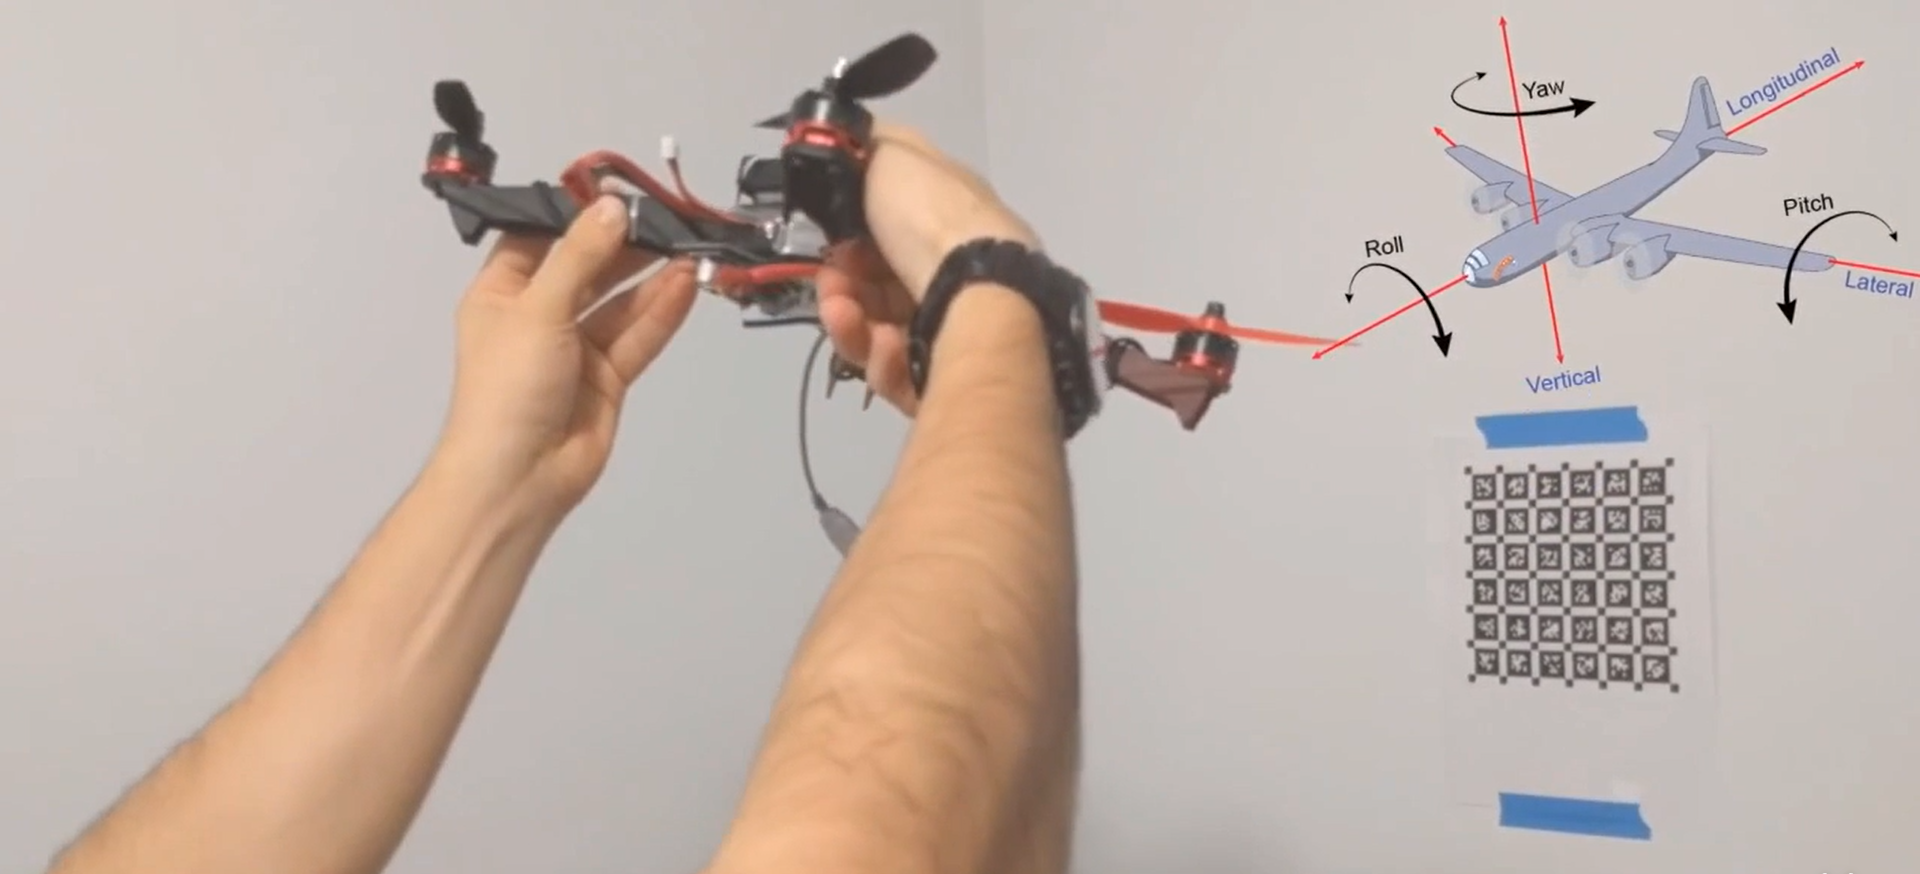 Yaw
Longitudinal
Pitch
Roll
Lateral
Vertical